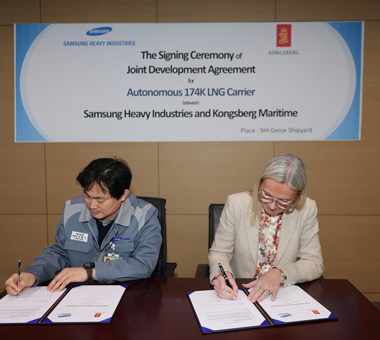 SAMSUNG
SAMSUNG HEAVY INDUSTRIES
KONGSBERG
The Signing Ceremony of
Joint Development Agreement
for
Autonomous 174K LNG Carrier
between
Samsung Heavy Industries and Kongsberg Maritime
Place : SHI Geoje Shipyard